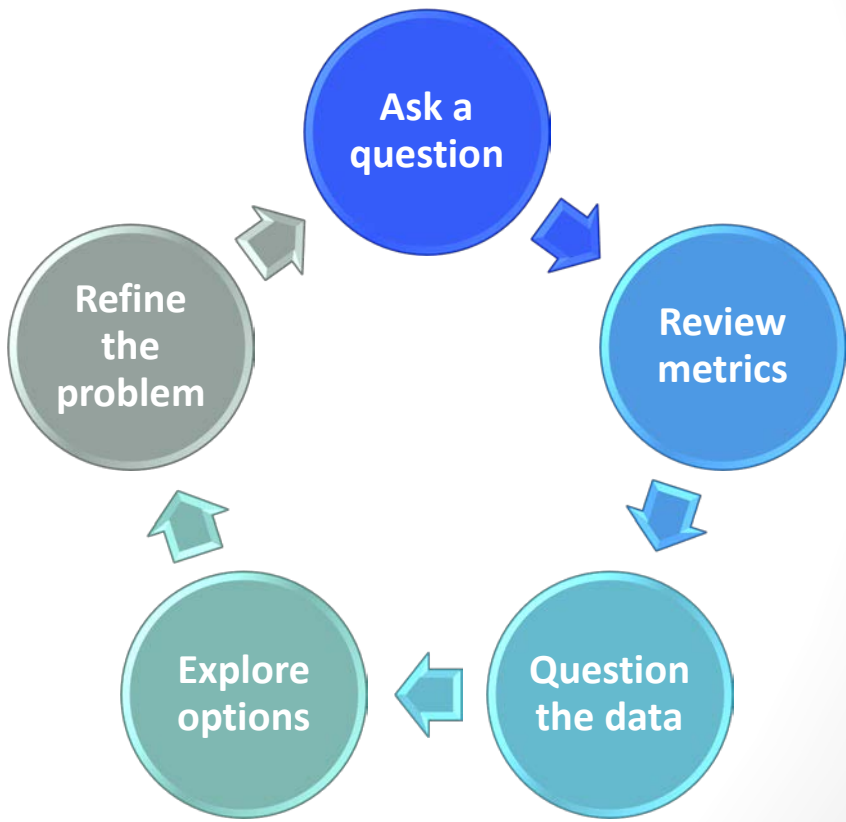 Ask a
question
Review
metrics
Question
the data
Explore
options
Refine
the
problem